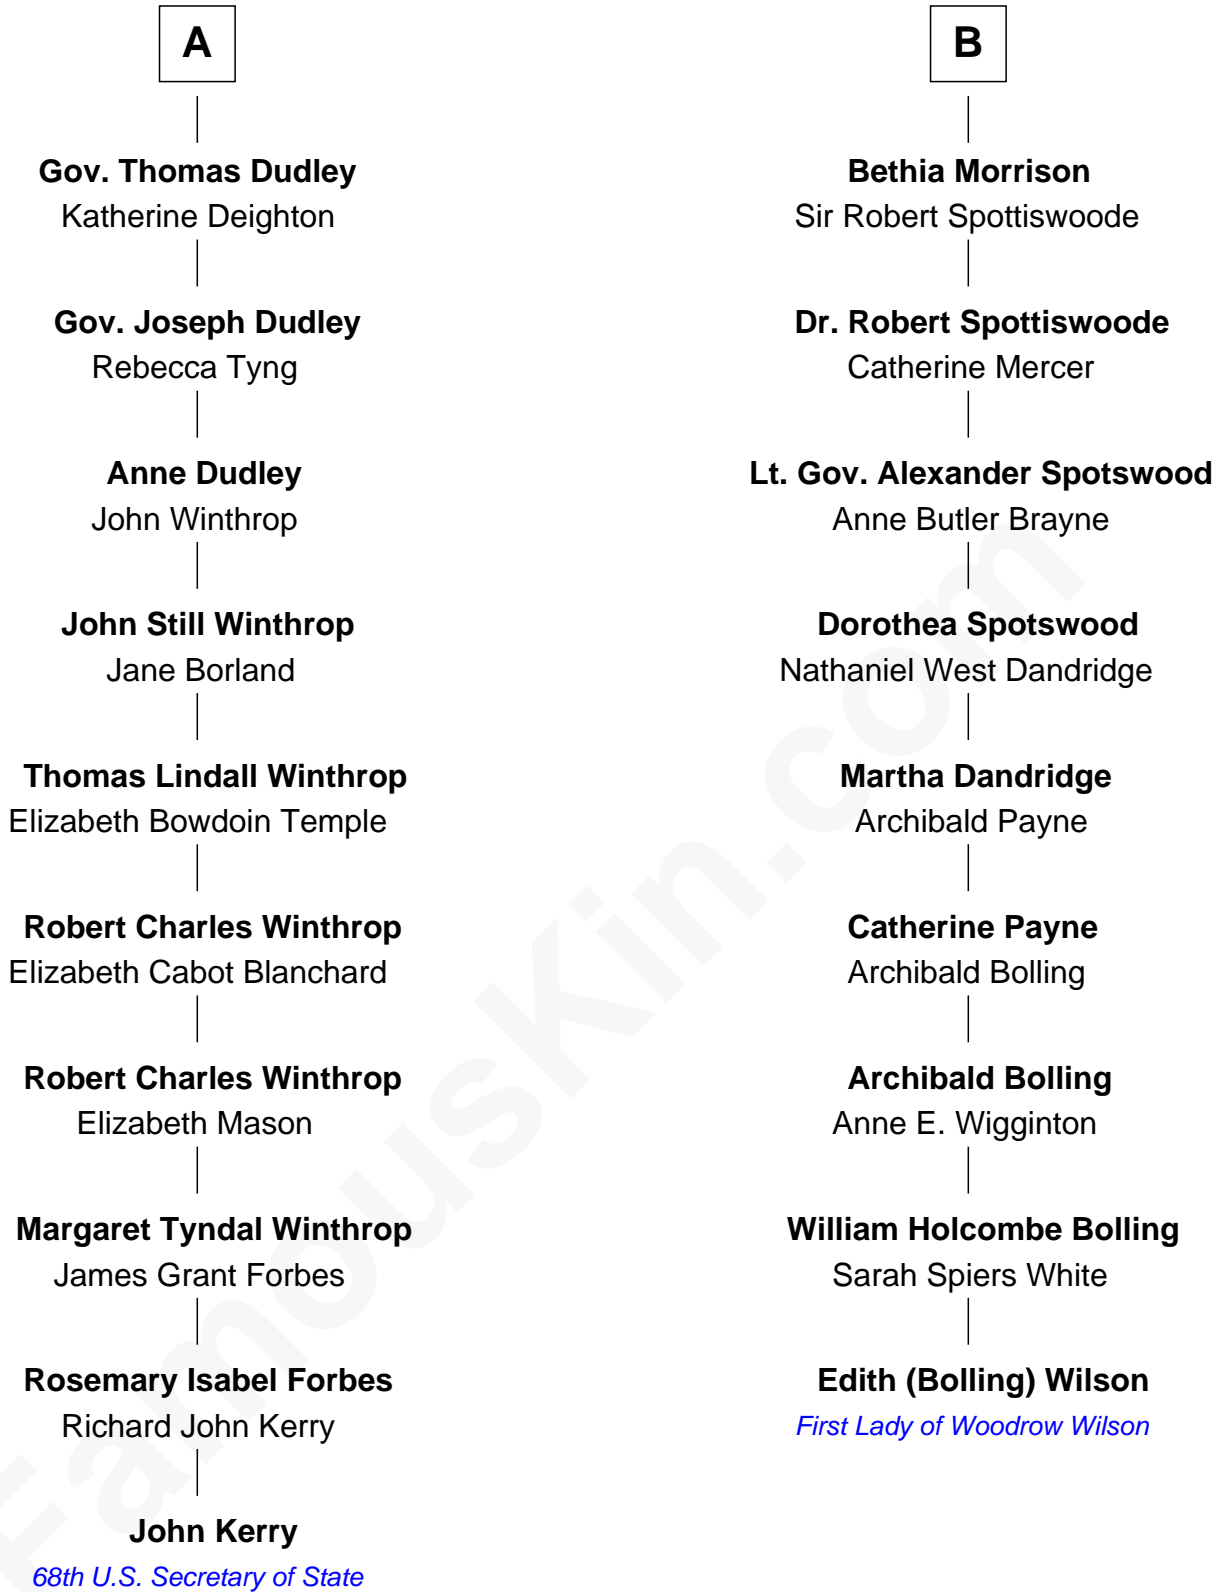 A
Gov. Thomas Dudley
Katherine Deighton
Gov. Joseph Dudley
Rebecca Tyng
Anne Dudley
John Winthrop
John Still Winthrop
Jane Borland
Thomas Lindall Winthrop
Elizabeth Bowdoin Temple
Robert Charles Winthrop
Elizabeth Cabot Blanchard
Robert Charles Winthrop
Elizabeth Mason
Margaret Tyndal Winthrop
James Grant Forbes
Rosemary Isabel Forbes
Richard John Kerry
John Kerry
68th U.S. Secretary of State
B
Bethia Morrison
Sir Robert Spottiswoode
Dr. Robert Spottiswoode
Catherine Mercer
Lt. Gov. Alexander Spotswood
Anne Butler Brayne
Dorothea Spotswood
Nathaniel West Dandridge
Martha Dandridge
Archibald Payne
Catherine Payne
Archibald Bolling
Archibald Bolling
Anne E. Wigginton
William Holcombe Bolling
Sarah Spiers White
Edith (Bolling) Wilson
First Lady of Woodrow Wilson
FamousKin.com